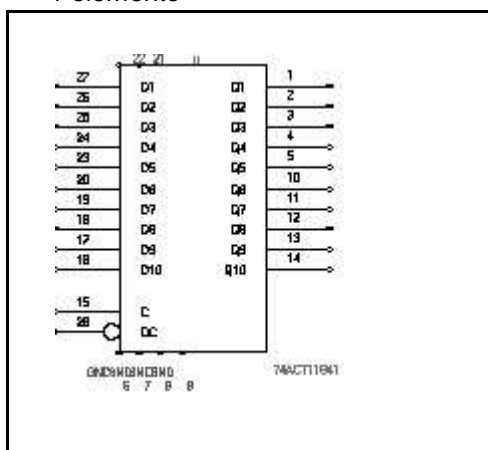 22 21
27 D1 Q1 1
26 D2 Q2 2
25 D3 Q3 3
24 D4 Q4 4
23 D5 Q5 5
20 D6 Q6 10
19 D7 Q7 11
18 D8 Q8 12
17 D9 Q9 13
16 D10 Q10 14
15 C
28 OC
GNDGNDGNDGND 74ACT11841
6 7 8 9